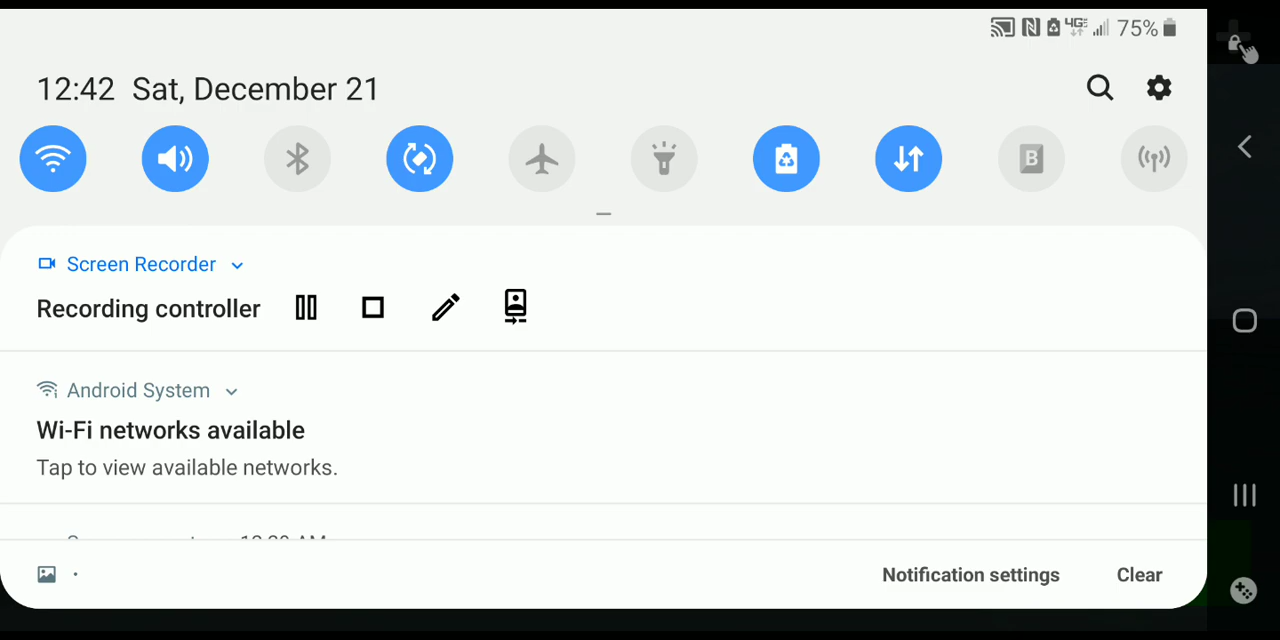 4GE 75%
12:42 Sat, December 21
B
Screen Recorder
Recording controller
Android System
Wi-Fi networks available
Tap to view available networks.
Notification settings Clear